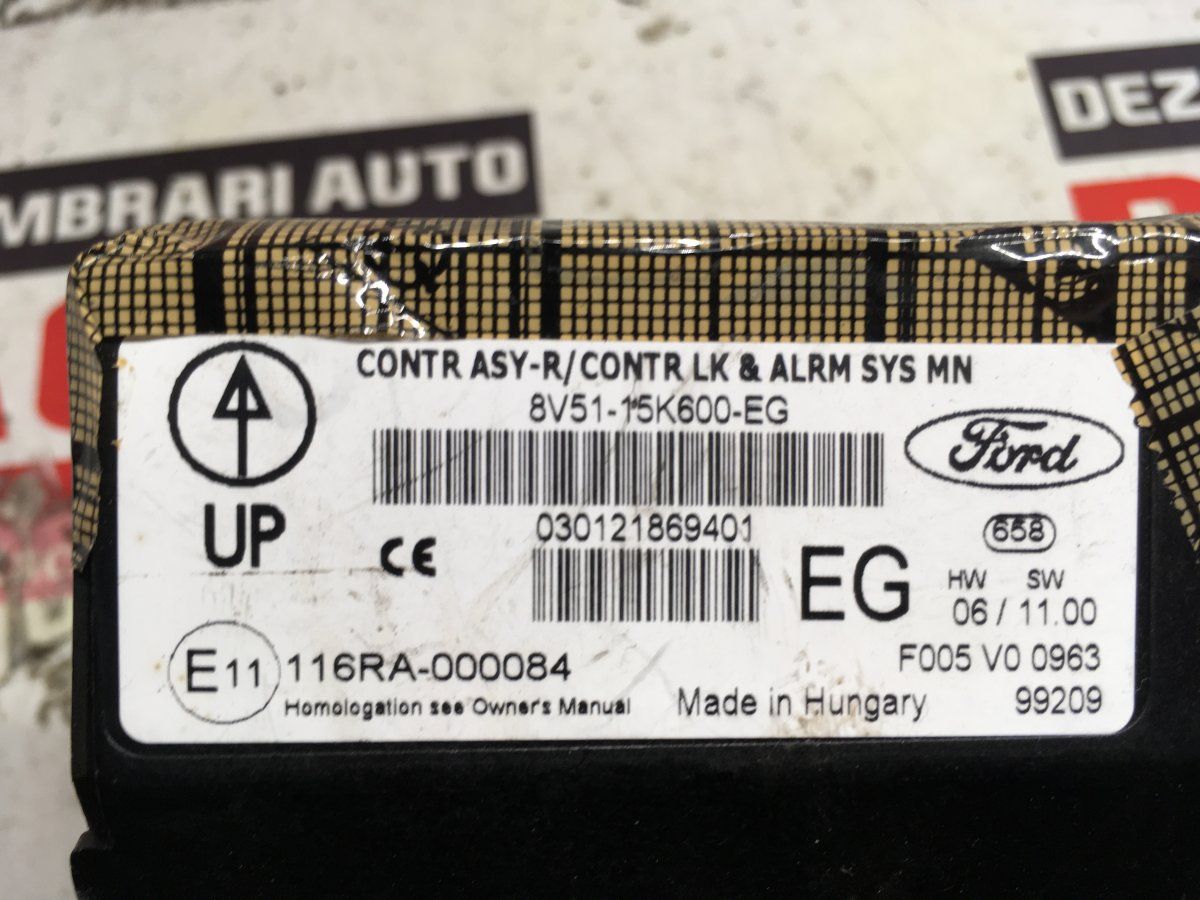 MBRARI AUTO
DEZ
CONTR ASY-R/CONTR LK & ALRM SYS MN
8V51-15K600-EG
Ford
UP
CE
030121869401
EG
658
HW SW
06 / 11.00
E11 116RA-000084
Homologation see Owner's Manual
Made in Hungary
F005 V0 0963
99209